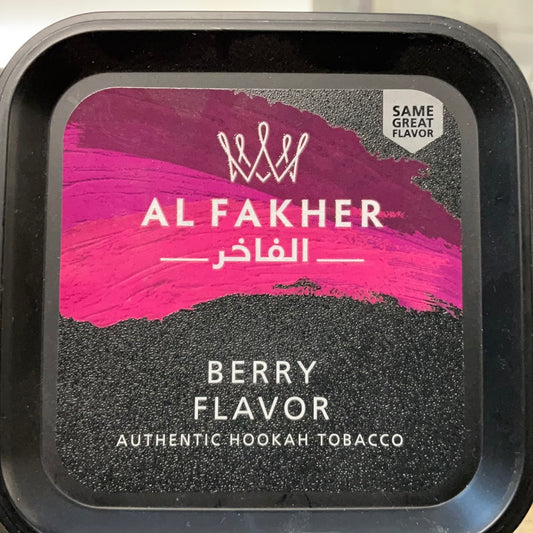 SAME
GREAT
FLAVOR
AL FAKHER
الفاخر
BERRY
FLAVOR
AUTHENTIC HOOKAH TOBACCO